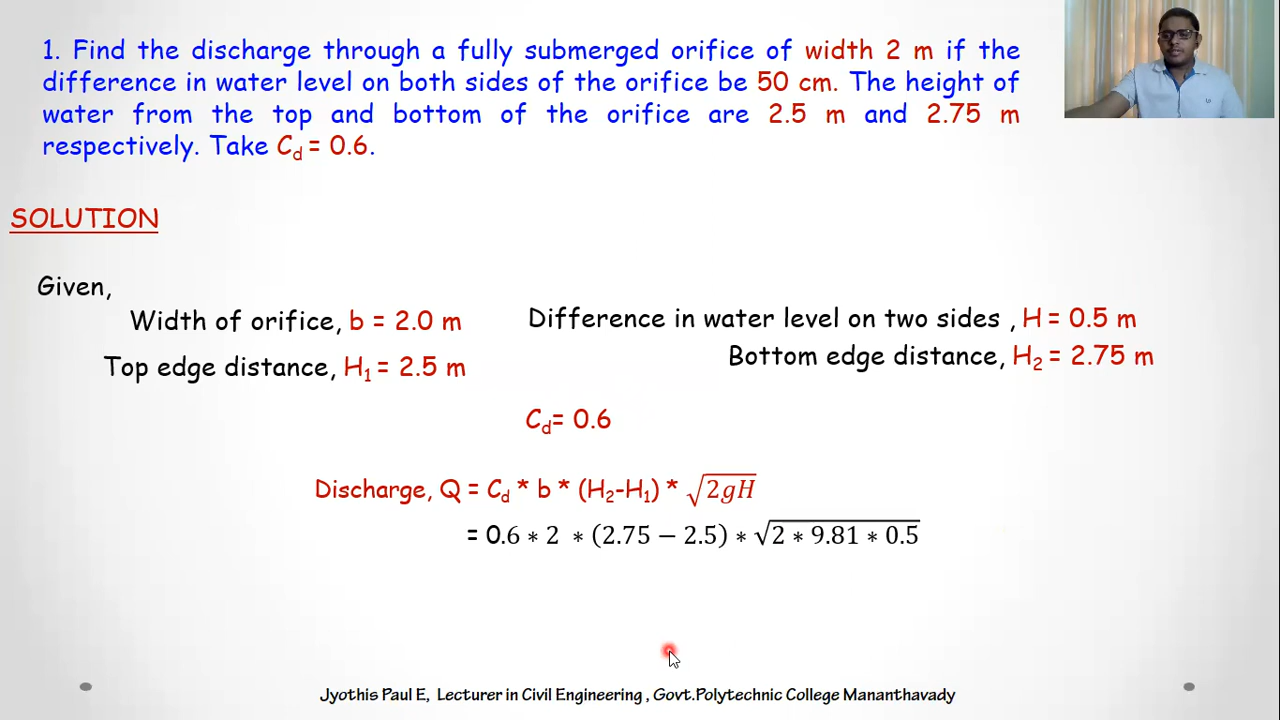 1. Find the discharge through a fully submerged orifice of width 2 m if the
difference in water level on both sides of the orifice be 50 cm. The height of
water from the top and bottom of the orifice are 2.5 m and 2.75 m
respectively. Take Cd = 0.6.
SOLUTION
Given,
Width of orifice, b = 2.0 m
Difference in water level on two sides , H = 0.5 m
Top edge distance, H₁ = 2.5 m
Bottom edge distance, H₂ = 2.75 m
Cd= 0.6
Discharge, Q = Cd * b * (H₂-H₁) * √2gH
= 0.6 * 2 * (2.75 − 2.5) * √2 * 9.81 * 0.5
Jyothis Paul E, Lecturer in Civil Engineering , Govt.Polytechnic College Mananthavady